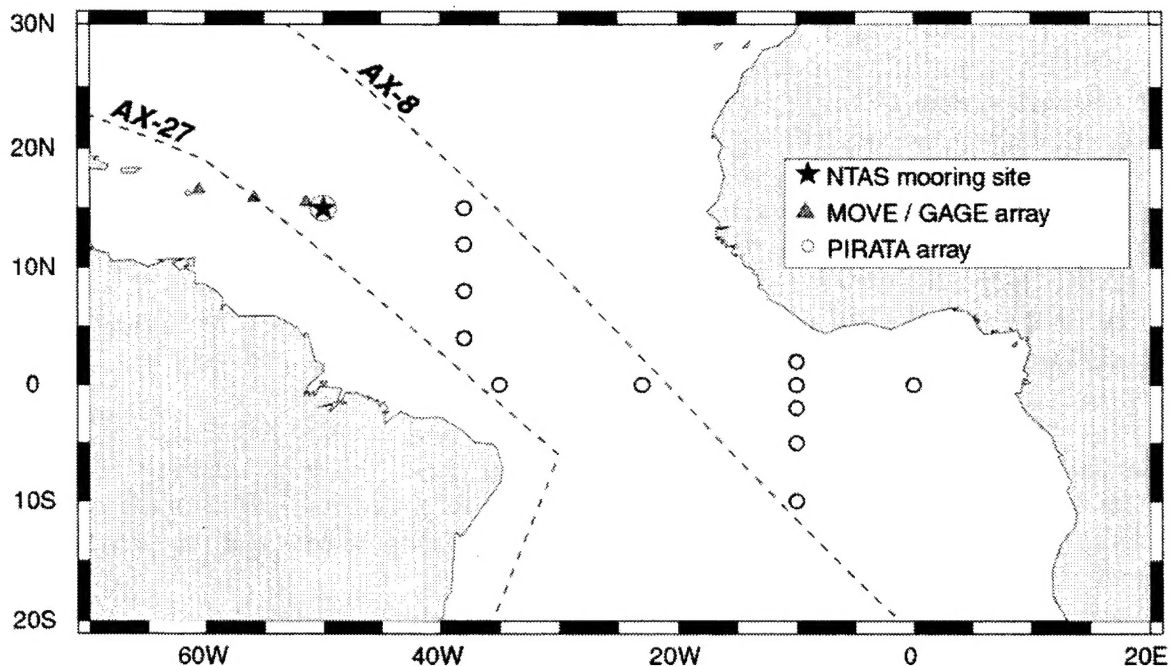 30N
20N
10N
0
10S
20S
AX-8
AX-27
NTAS mooring site
MOVE / GAGE array
PIRATA array
60W
40W
20W
0
20E